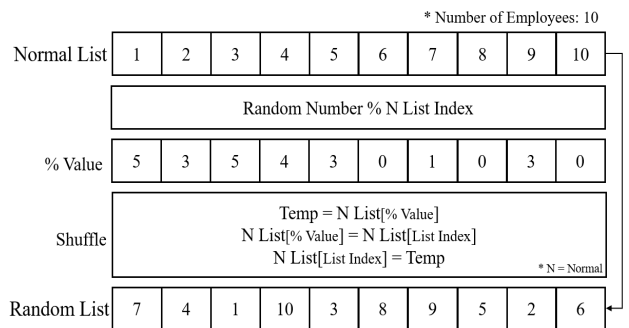 * Number of Employees: 10
Normal List 1 2 3 4 5 6 7 8 9 10
Random Number % N List Index
% Value 5 3 5 4 3 0 1 0 3 0
Shuffle
Temp = N List[% Value]
N List[% Value] = N List[List Index]
N List[List Index] = Temp
* N = Normal
Random List 7 4 1 10 3 8 9 5 2 6